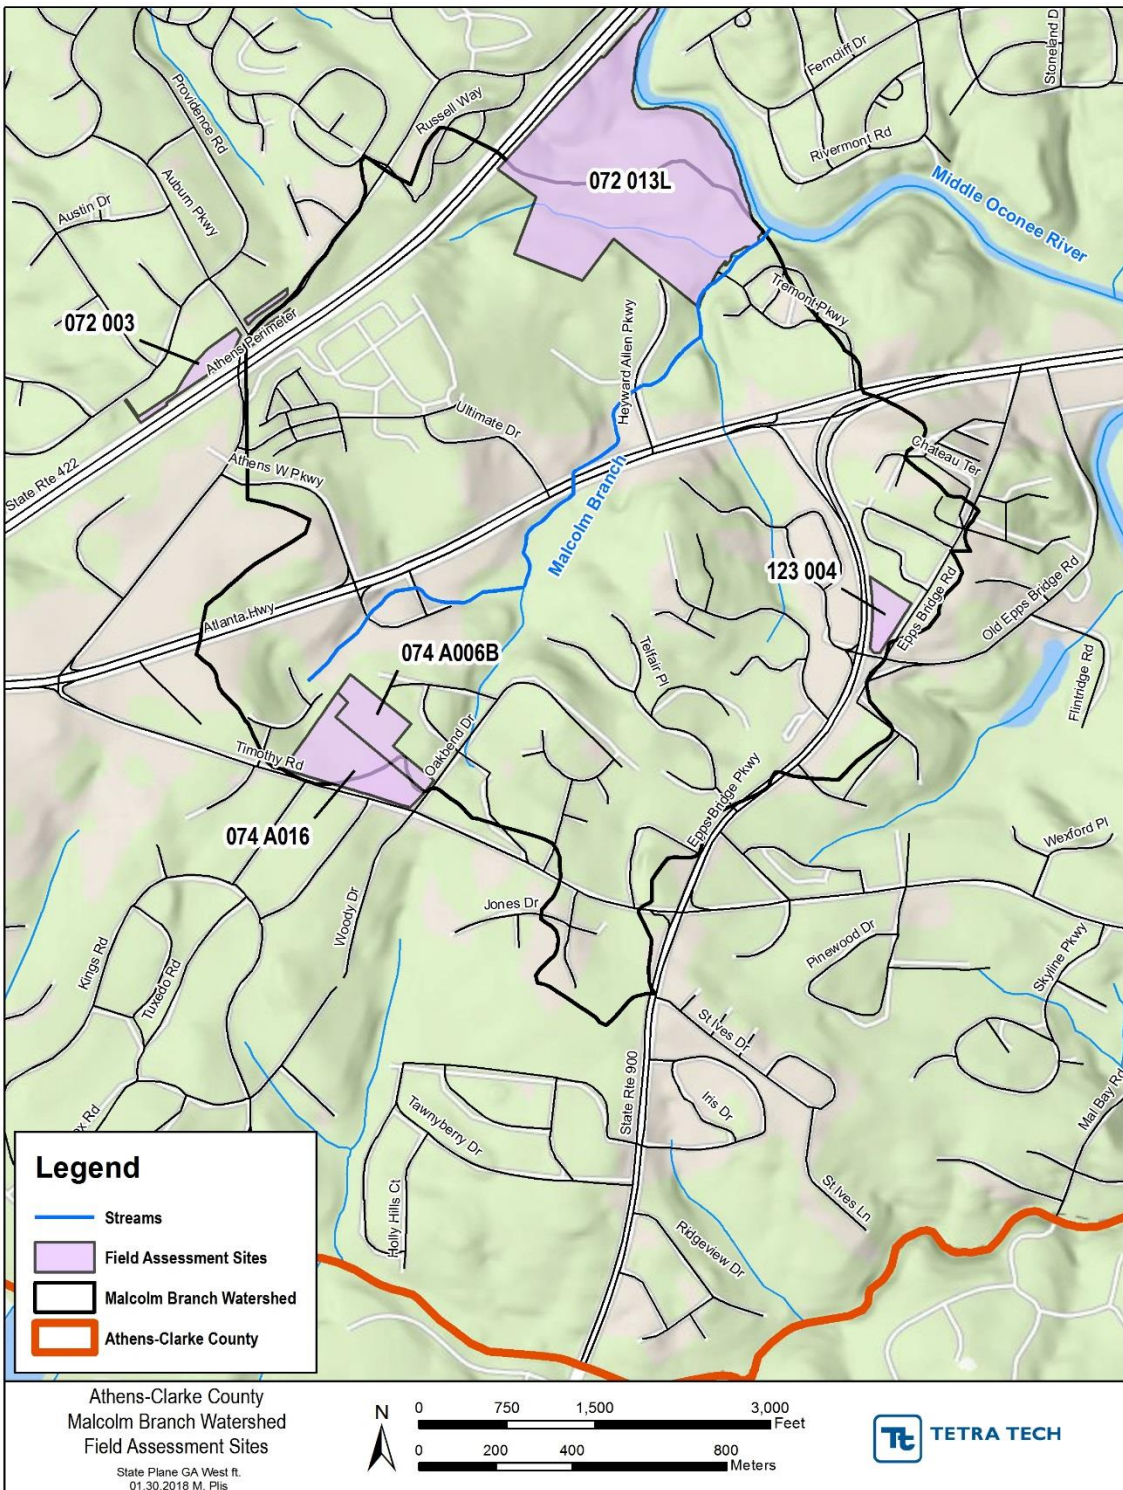 Providence Rd
Russell Way
Ferncliff Dr
Stoneland D
Rivermont Rd
Auburn Pkwy
Austin Dr
072 013L
Middle Oconee River
072 003
Athens Perimeter
Tremont Pkwy
Heyward Allen Pkwy
Ultimate Dr
State Rte 422
Athens W Pkwy
Chateau Ter
Malcolm Branch
123 004
Epps Bridge Rd
Old Epps Bridge Rd
Atlanta Hwy
074 A006B
Telfair Pl
Flintridge Rd
Timothy Rd
Oakbend Dr
Epps Bridge Pkwy
074 A016
Wexford Pl
Woody Dr
Jones Dr
Pinewood Dr
Kings Rd
Tuxedo Rd
Skyline Pkwy
St Ives Dr
State Rte 900
Iris Dr
Mal Bay Rd
ox Rd
Tawnyberry Dr
Holly Hills Ct
St Ives Ln
Ridgeview Dr
Legend
Streams
Field Assessment Sites
Malcolm Branch Watershed
Athens-Clarke County
Athens-Clarke County
Malcolm Branch Watershed
Field Assessment Sites
State Plane GA West ft.
01.30.2018 M. Plis
N
0 750 1,500 3,000
Feet
0 200 400 800
Meters
Tt TETRA TECH